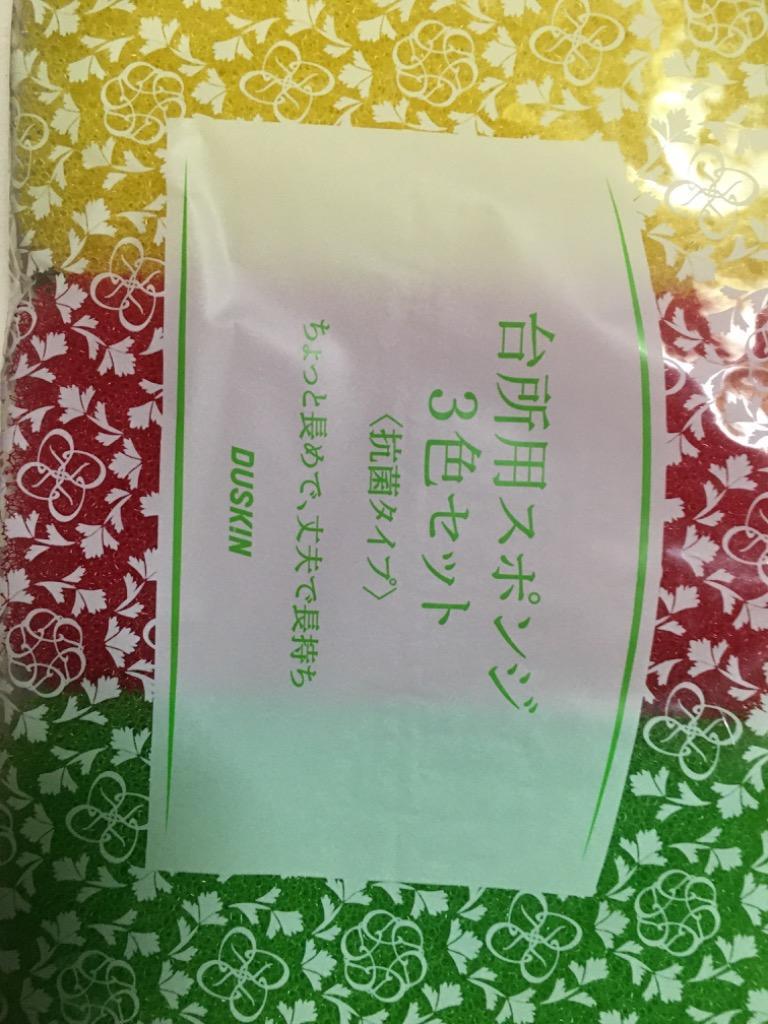 台所用スポンジ
3色セット
〈抗菌タイプ〉
ちょっと長めで、丈夫で長持ち
DUSKIN